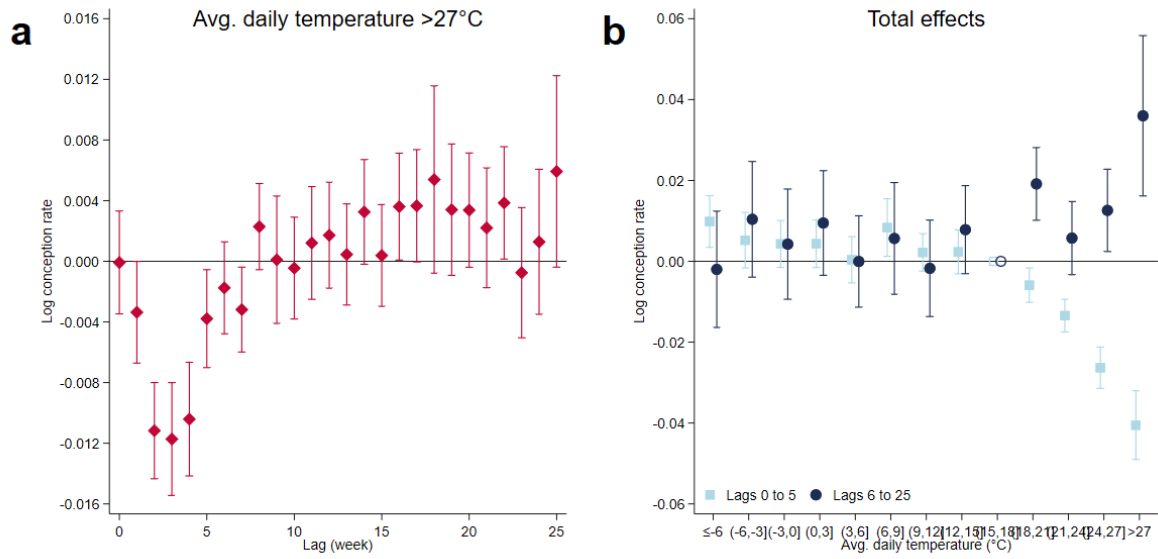 a
Avg. daily temperature >27°C
0.016
0.012
0.008
0.004
0.000
-0.004
-0.008
-0.012
-0.016
Log conception rate
0 5 10 15 20 25
Lag (week)
b
Total effects
0.06
0.04
0.02
0.00
-0.02
-0.04
-0.06
Log conception rate
Lags 0 to 5 Lags 6 to 25
≤-6 (-6,-3] (-3,0] (0,3] (3,6] (6,9] (9,12] (12,15] (15,18] (18,21] (21,24] (24,27] >27
Avg. daily temperature (°C)